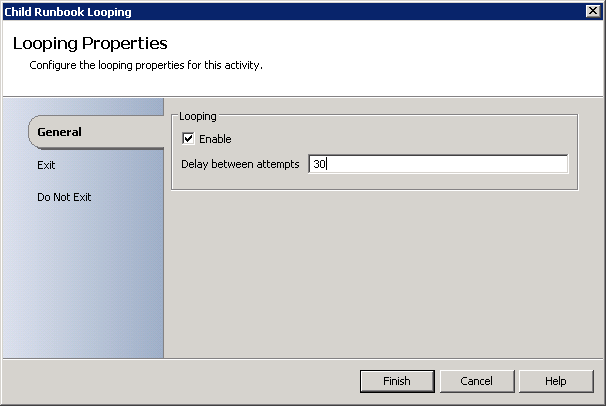 Child Runbook Looping
Looping Properties
Configure the looping properties for this activity.
General
Exit
Do Not Exit
Looping
Enable
Delay between attempts 30
Finish Cancel Help